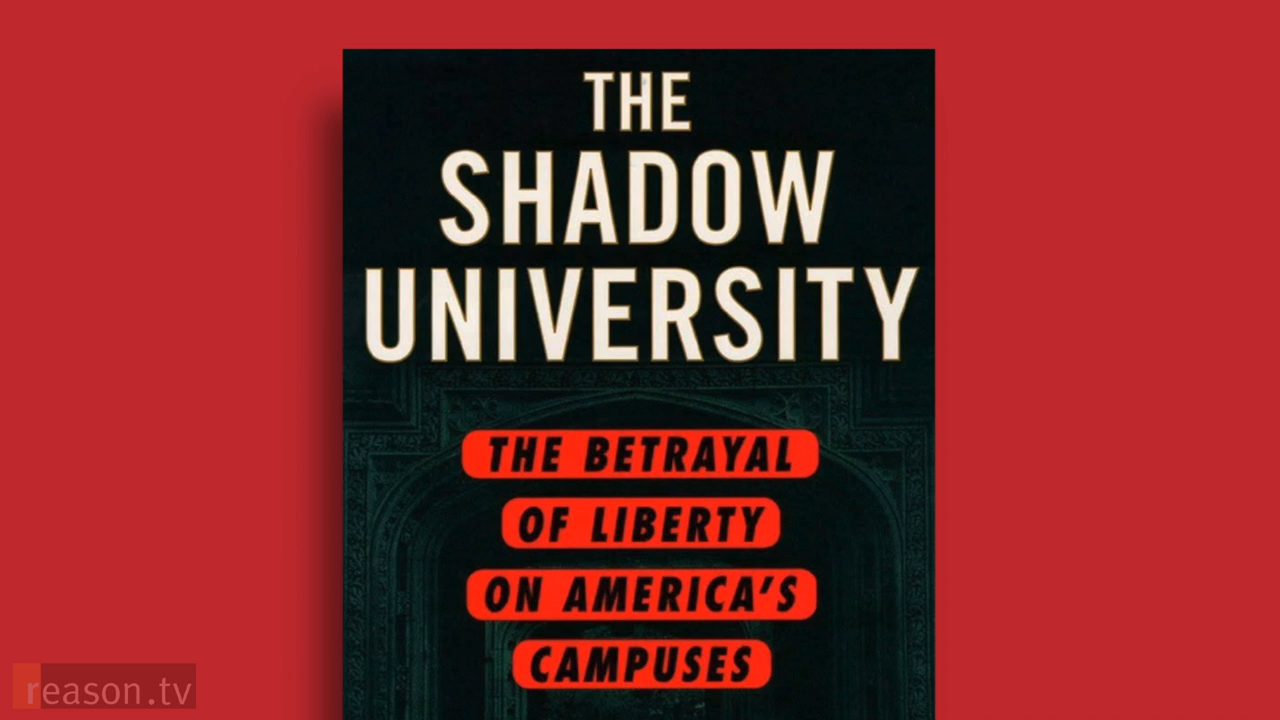 THE
SHADOW
UNIVERSITY
THE BETRAYAL
OF LIBERTY
ON AMERICA'S
CAMPUSES
reason.tv